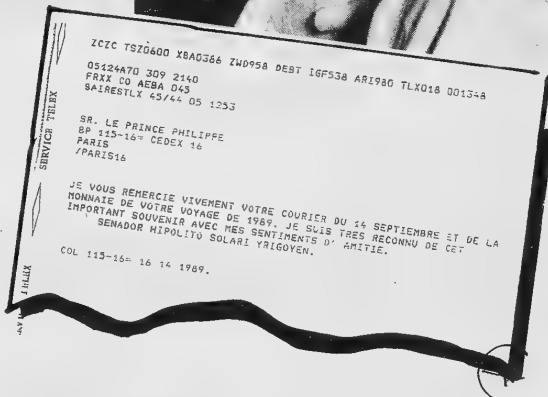 ZCZC TSZ0600 XBA0366 ZWD958 DEBT IGF538 ARI980 TLX018 001348
05124A70 309 2140
FRXX CO AEBA 045
SAIRESTLX 45/44 05 1253
SR. LE PRINCE PHILIPPE
BP 115-16= CEDEX 16
PARIS
/PARIS16
JE VOUS REMERCIE VIVEMENT VOTRE COURIER DU 14 SEPTIEMBRE ET DE LA
MONNAIE DE VOTRE VOYAGE DE 1989. JE SUIS TRES RECONNU DE CET
IMPORTANT SOUVENIR AVEC MES SENTIMENTS D' AMITIE.
SENADOR HIPOLITO SOLARI YRIGOYEN.
COL 115-16= 16 14 1989.
SERVICE TELEX